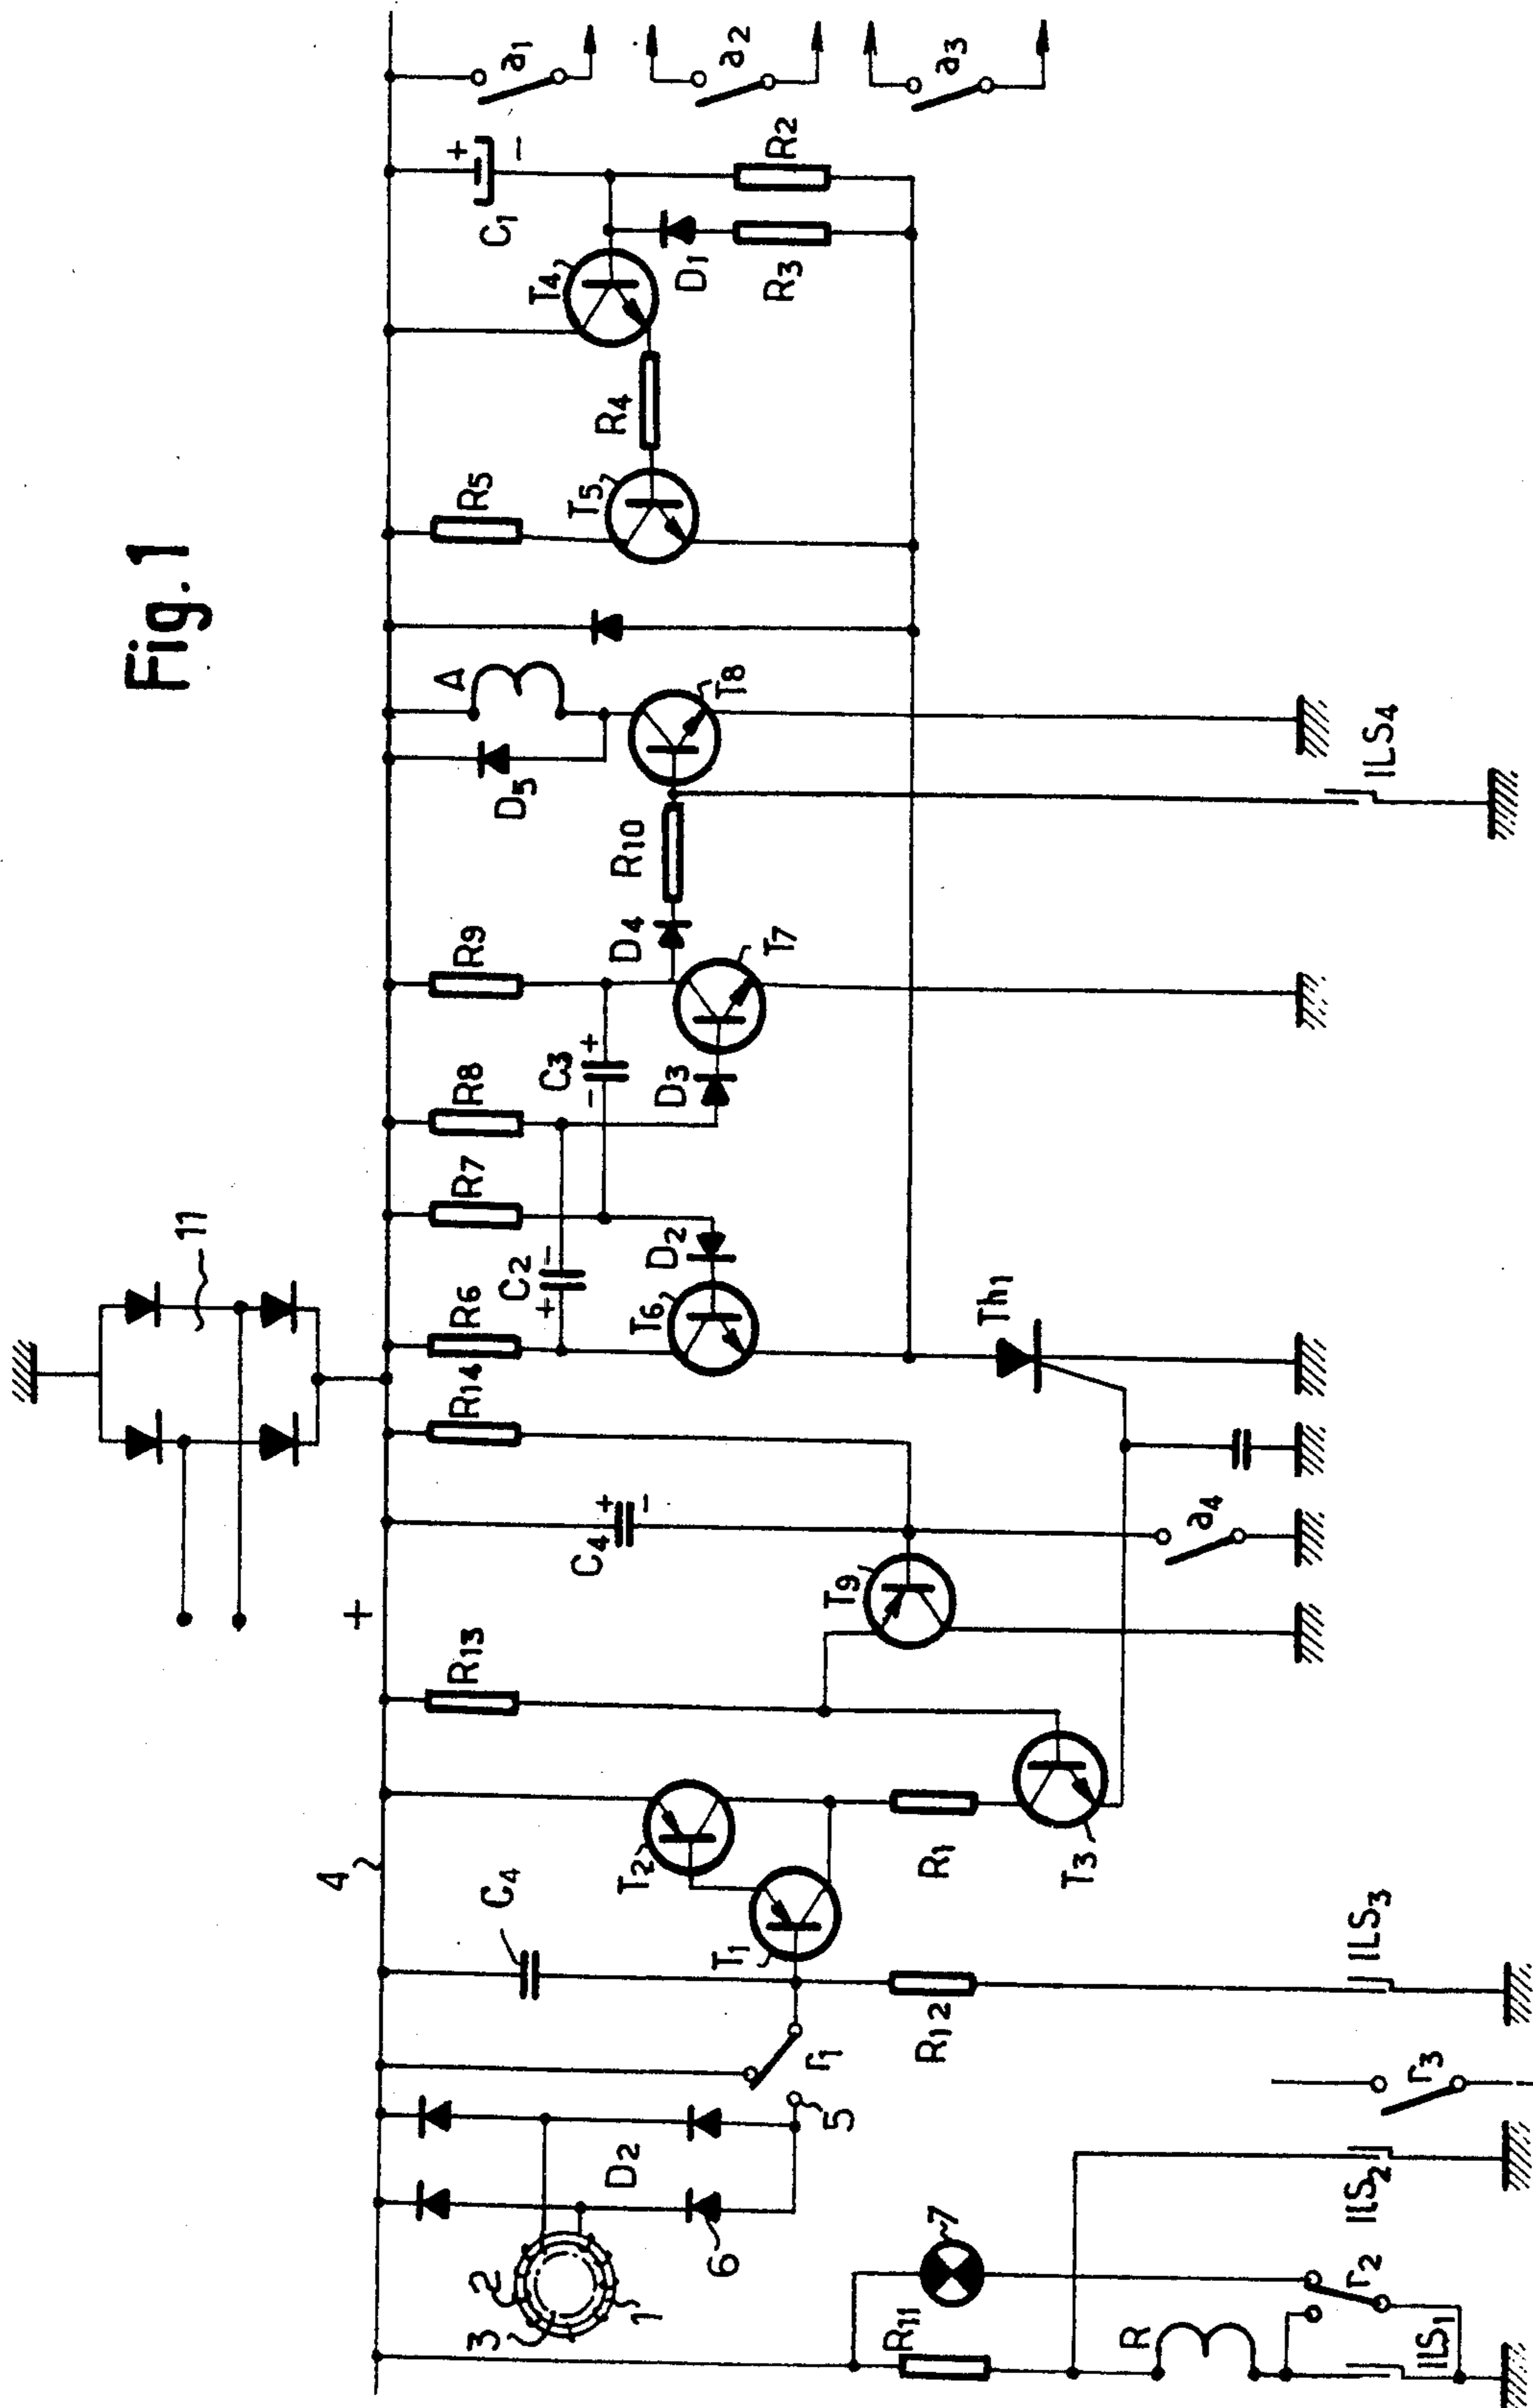 Fig. 1
11
+
4
a1
a2
a3
+
-
C1
R2
D1
R3
T4
R4
R5
T5
A
D5
T8
ILS4
R10
D4
R9
T7
C3
+
-
D3
R8
R7
C2
-
+
D2
R6
T6
Th1
R14
C4
+
-
a4
T9
R13
T2
R1
T3
C4
T1
R12
ILS3
r1
5
r3
D2
6
2
3
1
7
ILS2
r2
R11
R
ILS1